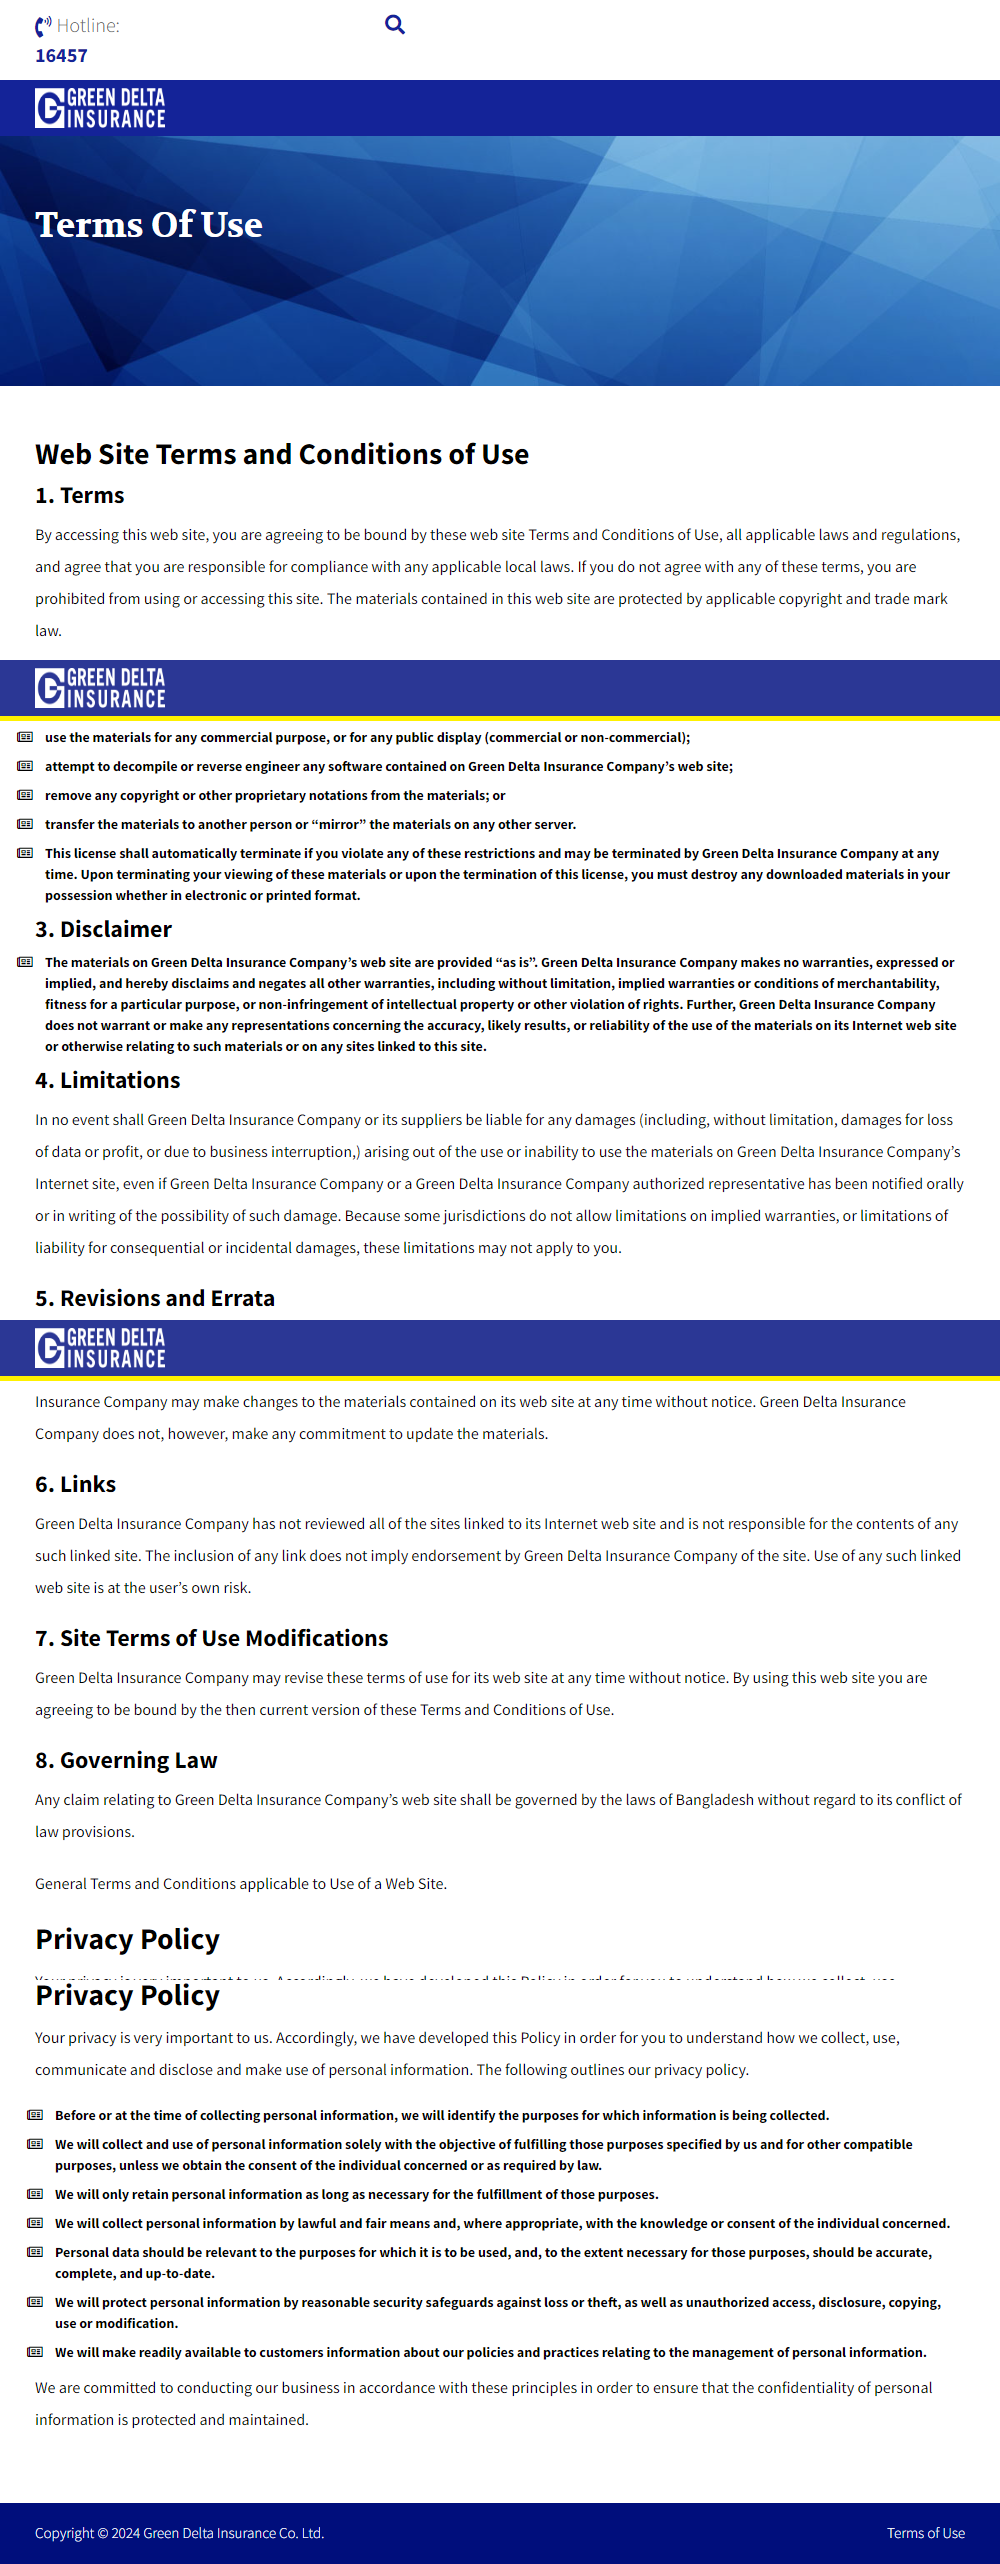 Hotline:
16457
GREEN DELTA
INSURANCE
Terms Of Use
Web Site Terms and Conditions of Use
1. Terms
By accessing this web site, you are agreeing to be bound by these web site Terms and Conditions of Use, all applicable laws and regulations,
and agree that you are responsible for compliance with any applicable local laws. If you do not agree with any of these terms, you are
prohibited from using or accessing this site. The materials contained in this web site are protected by applicable copyright and trade mark
law.
GREEN DELTA
INSURANCE
use the materials for any commercial purpose, or for any public display (commercial or non-commercial);
attempt to decompile or reverse engineer any software contained on Green Delta Insurance Company’s web site;
remove any copyright or other proprietary notations from the materials; or
transfer the materials to another person or “mirror” the materials on any other server.
This license shall automatically terminate if you violate any of these restrictions and may be terminated by Green Delta Insurance Company at any
time. Upon terminating your viewing of these materials or upon the termination of this license, you must destroy any downloaded materials in your
possession whether in electronic or printed format.
3. Disclaimer
The materials on Green Delta Insurance Company’s web site are provided “as is”. Green Delta Insurance Company makes no warranties, expressed or
implied, and hereby disclaims and negates all other warranties, including without limitation, implied warranties or conditions of merchantability,
fitness for a particular purpose, or non-infringement of intellectual property or other violation of rights. Further, Green Delta Insurance Company
does not warrant or make any representations concerning the accuracy, likely results, or reliability of the use of the materials on its Internet web site
or otherwise relating to such materials or on any sites linked to this site.
4. Limitations
In no event shall Green Delta Insurance Company or its suppliers be liable for any damages (including, without limitation, damages for loss
of data or profit, or due to business interruption,) arising out of the use or inability to use the materials on Green Delta Insurance Company’s
Internet site, even if Green Delta Insurance Company or a Green Delta Insurance Company authorized representative has been notified orally
or in writing of the possibility of such damage. Because some jurisdictions do not allow limitations on implied warranties, or limitations of
liability for consequential or incidental damages, these limitations may not apply to you.
5. Revisions and Errata
GREEN DELTA
INSURANCE
Insurance Company may make changes to the materials contained on its web site at any time without notice. Green Delta Insurance
Company does not, however, make any commitment to update the materials.
6. Links
Green Delta Insurance Company has not reviewed all of the sites linked to its Internet web site and is not responsible for the contents of any
such linked site. The inclusion of any link does not imply endorsement by Green Delta Insurance Company of the site. Use of any such linked
web site is at the user’s own risk.
7. Site Terms of Use Modifications
Green Delta Insurance Company may revise these terms of use for its web site at any time without notice. By using this web site you are
agreeing to be bound by the then current version of these Terms and Conditions of Use.
8. Governing Law
Any claim relating to Green Delta Insurance Company’s web site shall be governed by the laws of Bangladesh without regard to its conflict of
law provisions.
General Terms and Conditions applicable to Use of a Web Site.
Privacy Policy
Your privacy is very important to us. Accordingly, we have developed this Policy in order for you to understand how we collect, use,
Privacy Policy
Your privacy is very important to us. Accordingly, we have developed this Policy in order for you to understand how we collect, use,
communicate and disclose and make use of personal information. The following outlines our privacy policy.
Before or at the time of collecting personal information, we will identify the purposes for which information is being collected.
We will collect and use of personal information solely with the objective of fulfilling those purposes specified by us and for other compatible
purposes, unless we obtain the consent of the individual concerned or as required by law.
We will only retain personal information as long as necessary for the fulfillment of those purposes.
We will collect personal information by lawful and fair means and, where appropriate, with the knowledge or consent of the individual concerned.
Personal data should be relevant to the purposes for which it is to be used, and, to the extent necessary for those purposes, should be accurate,
complete, and up-to-date.
We will protect personal information by reasonable security safeguards against loss or theft, as well as unauthorized access, disclosure, copying,
use or modification.
We will make readily available to customers information about our policies and practices relating to the management of personal information.
We are committed to conducting our business in accordance with these principles in order to ensure that the confidentiality of personal
information is protected and maintained.
Copyright © 2024 Green Delta Insurance Co. Ltd.
Terms of Use